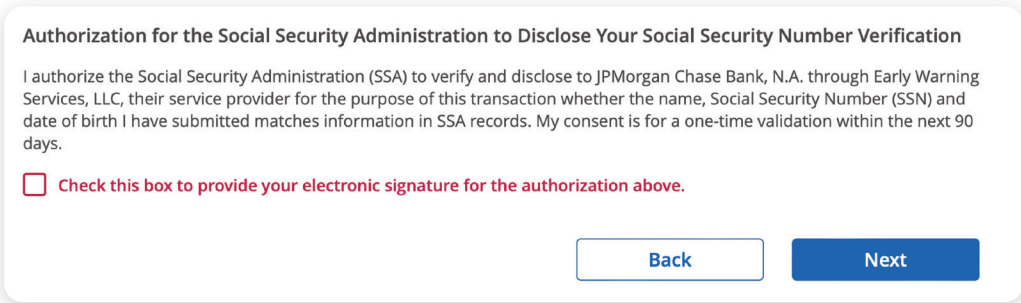 Authorization for the Social Security Administration to Disclose Your Social Security Number Verification
I authorize the Social Security Administration (SSA) to verify and disclose to JPMorgan Chase Bank, N.A. through Early Warning
Services, LLC, their service provider for the purpose of this transaction whether the name, Social Security Number (SSN) and
date of birth I have submitted matches information in SSA records. My consent is for a one-time validation within the next 90
days.
Check this box to provide your electronic signature for the authorization above.
Back
Next